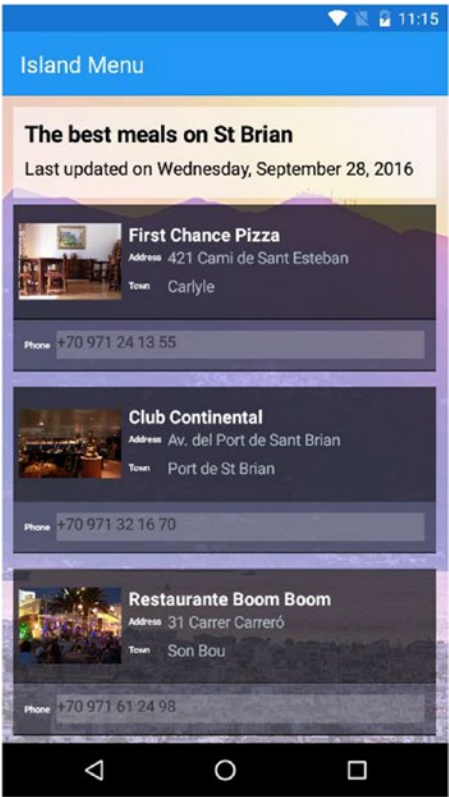 11:15
Island Menu
The best meals on St Brian
Last updated on Wednesday, September 28, 2016
First Chance Pizza
Address 421 Cami de Sant Esteban
Town Carlyle
Phone +70 971 24 13 55
Club Continental
Address Av. del Port de Sant Brian
Town Port de St Brian
Phone +70 971 32 16 70
Restaurante Boom Boom
Address 31 Carrer Carreró
Town Son Bou
Phone +70 971 61 24 98